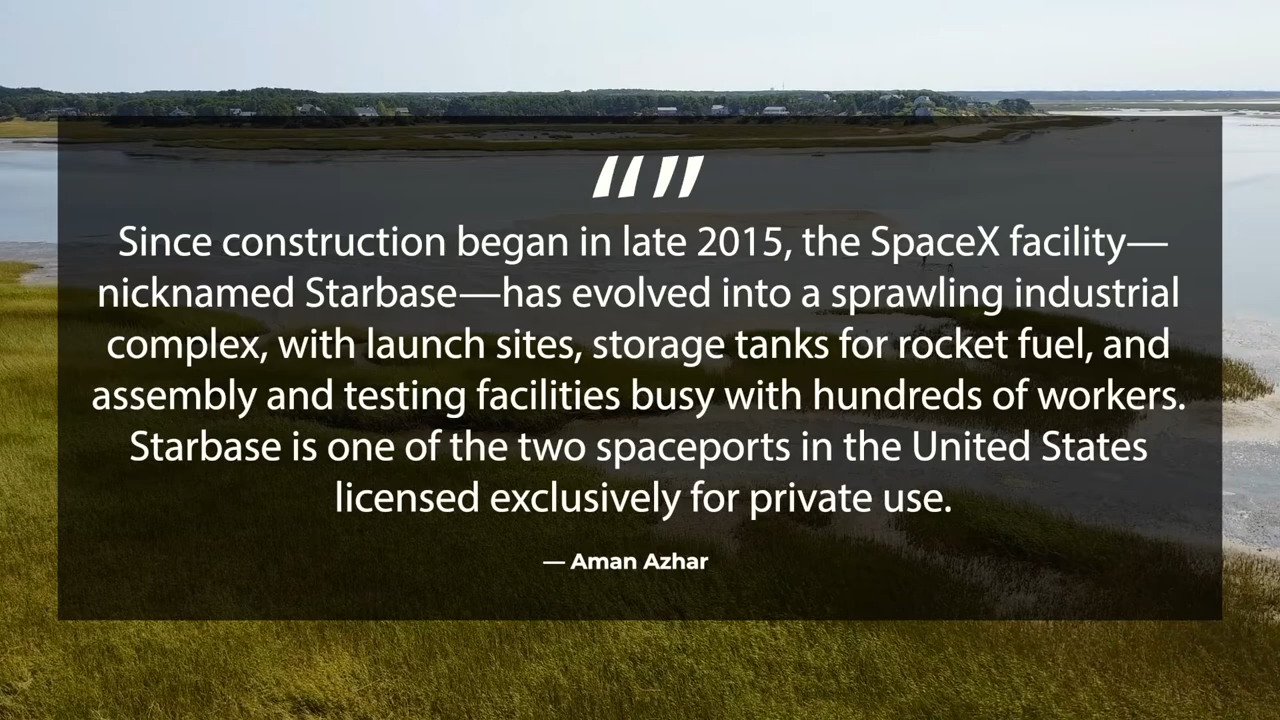 ""
Since construction began in late 2015, the SpaceX facility—
nicknamed Starbase—has evolved into a sprawling industrial
complex, with launch sites, storage tanks for rocket fuel, and
assembly and testing facilities busy with hundreds of workers.
Starbase is one of the two spaceports in the United States
licensed exclusively for private use.
— Aman Azhar